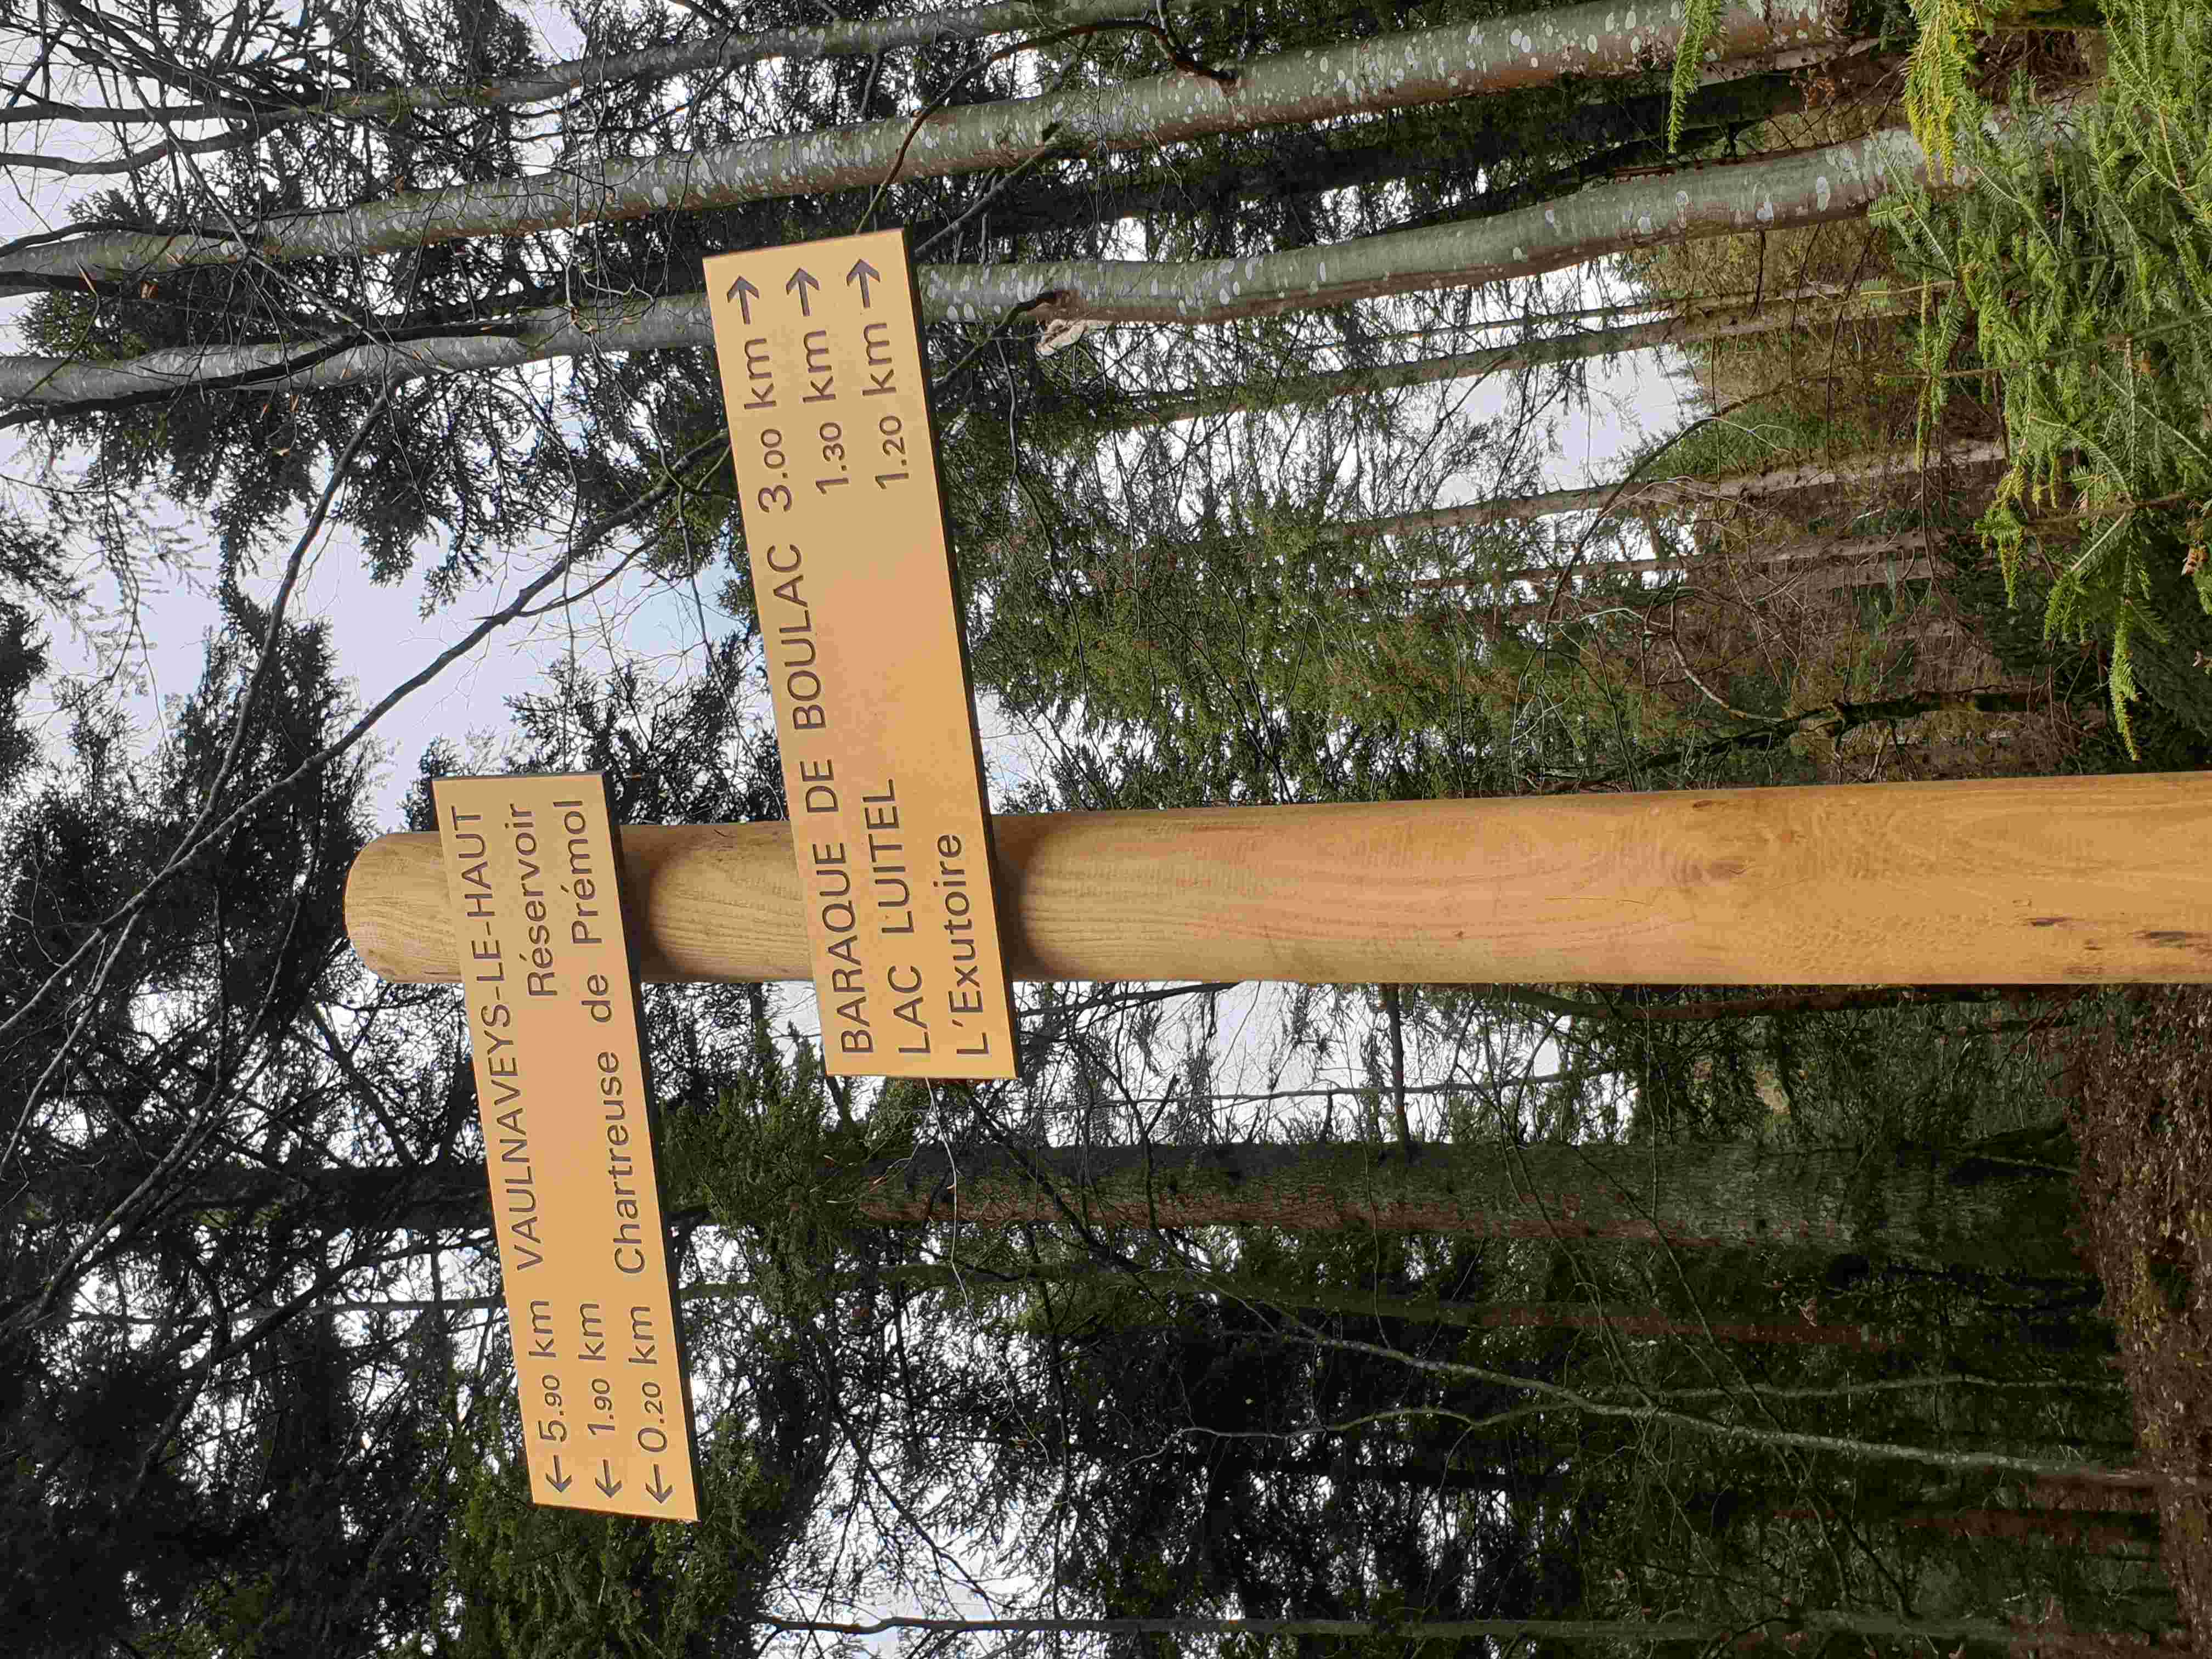 ← 5.90 km VAULNAVEYS-LE-HAUT
← 1.90 km Réservoir
← 0.20 km Chartreuse de Prémol
BARAQUE DE BOULAC 3.00 km →
LAC LUITEL 1.30 km →
L'Exutoire 1.20 km →